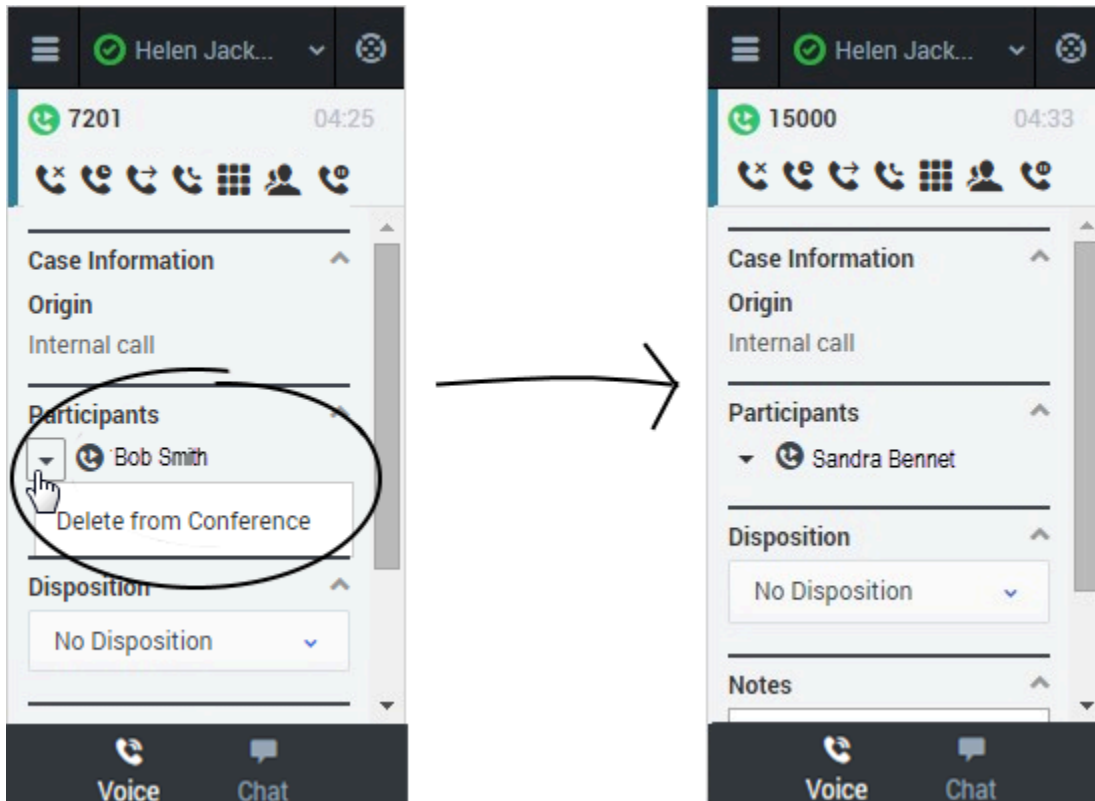 Helen Jack...
7201 04:25
Case Information
Origin
Internal call
Participants
Bob Smith
Delete from Conference
Disposition
No Disposition
Voice Chat
Helen Jack...
15000 04:33
Case Information
Origin
Internal call
Participants
Sandra Bennet
Disposition
No Disposition
Notes
Voice Chat